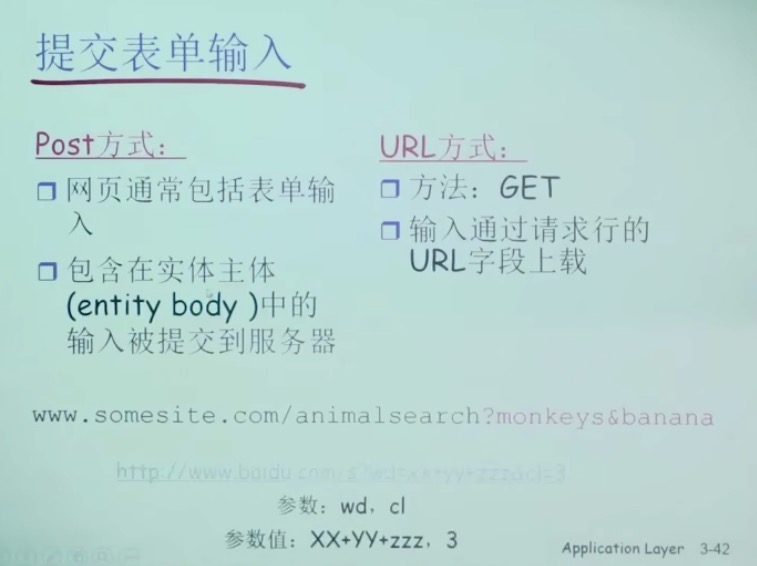 提交表单输入
Post方式：
网页通常包括表单输
入
包含在实体主体
(entity body )中的
输入被提交到服务器
URL方式：
方法：GET
输入通过请求行的
URL字段上载
www.somesite.com/animalsearch?monkeys&banana
http://www.baidu.com/s?wd=xx+yy+zzz&cl=3
参数：wd，cl
参数值：XX+YY+zzz，3
Application Layer 3-42